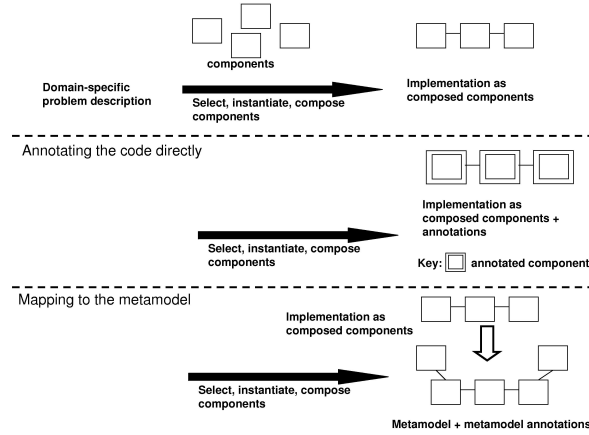 components
Domain-specific
problem description
Select, instantiate, compose
components
Implementation as
composed components
Annotating the code directly
Implementation as
composed components +
annotations
Select, instantiate, compose
components
Key: annotated component
Mapping to the metamodel
Implementation as
composed components
Select, instantiate, compose
components
Metamodel + metamodel annotations